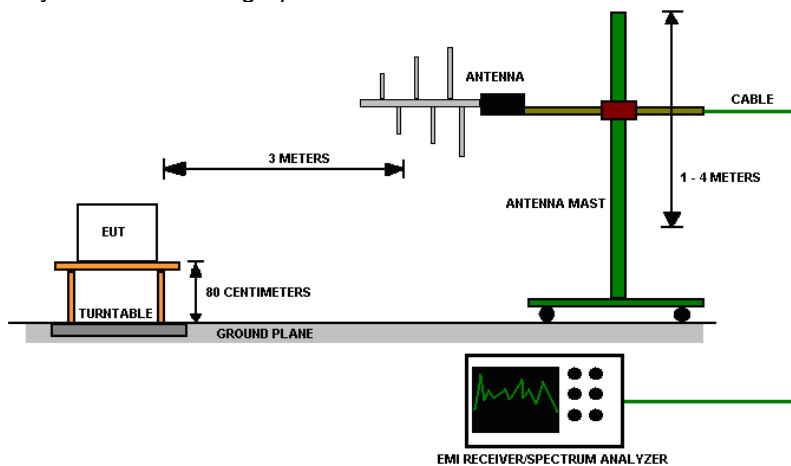 ANTENNA
CABLE
3 METERS
1 - 4 METERS
ANTENNA MAST
EUT
80 CENTIMETERS
TURNTABLE
GROUND PLANE
EMI RECEIVER/SPECTRUM ANALYZER